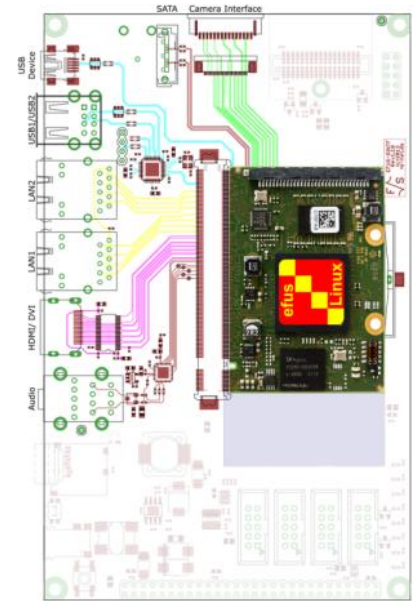 SATA Camera Interface
USB
Device
USB1/USB2
LAN2
LAN1
HDMI/ DVI
Audio
efus
Linux
F/S